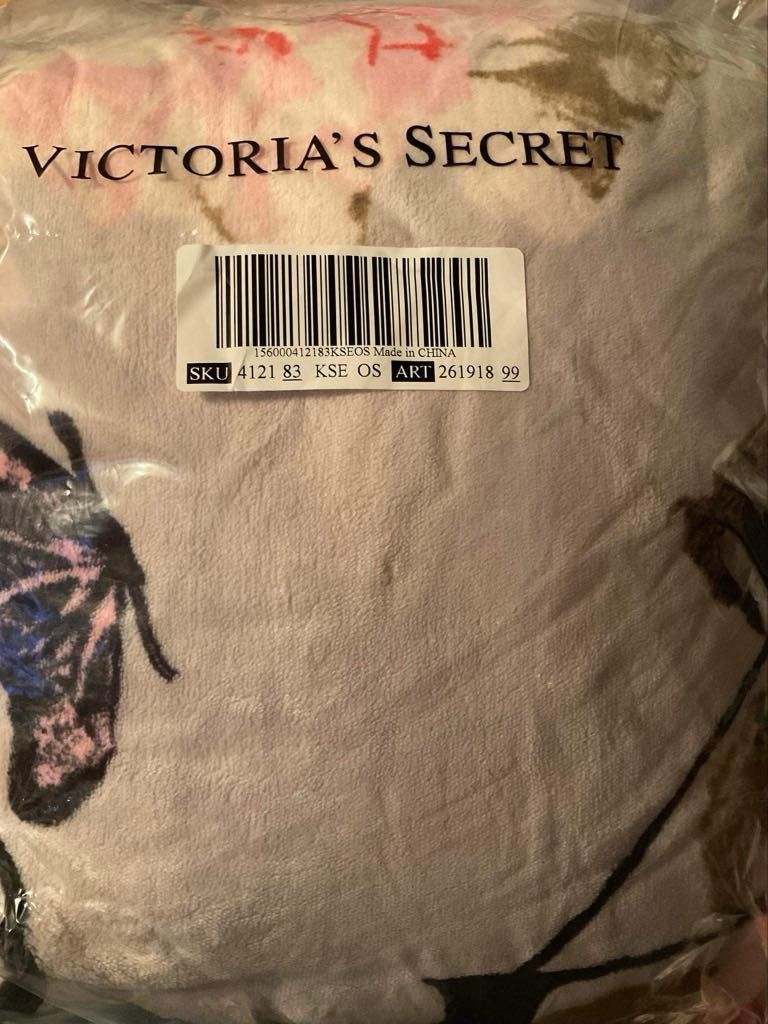 VICTORIA'S SECRET
156000412183KSEOS Made in CHINA
SKU 4121 83 KSE OS ART 261918 99